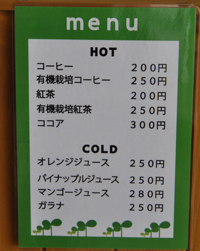 menu
HOT
コーヒー 200円
有機栽培コーヒー 250円
紅茶 200円
有機栽培紅茶 250円
ココア 300円
COLD
オレンジジュース 250円
パイナップルジュース 250円
マンゴージュース 280円
ガラナ 250円